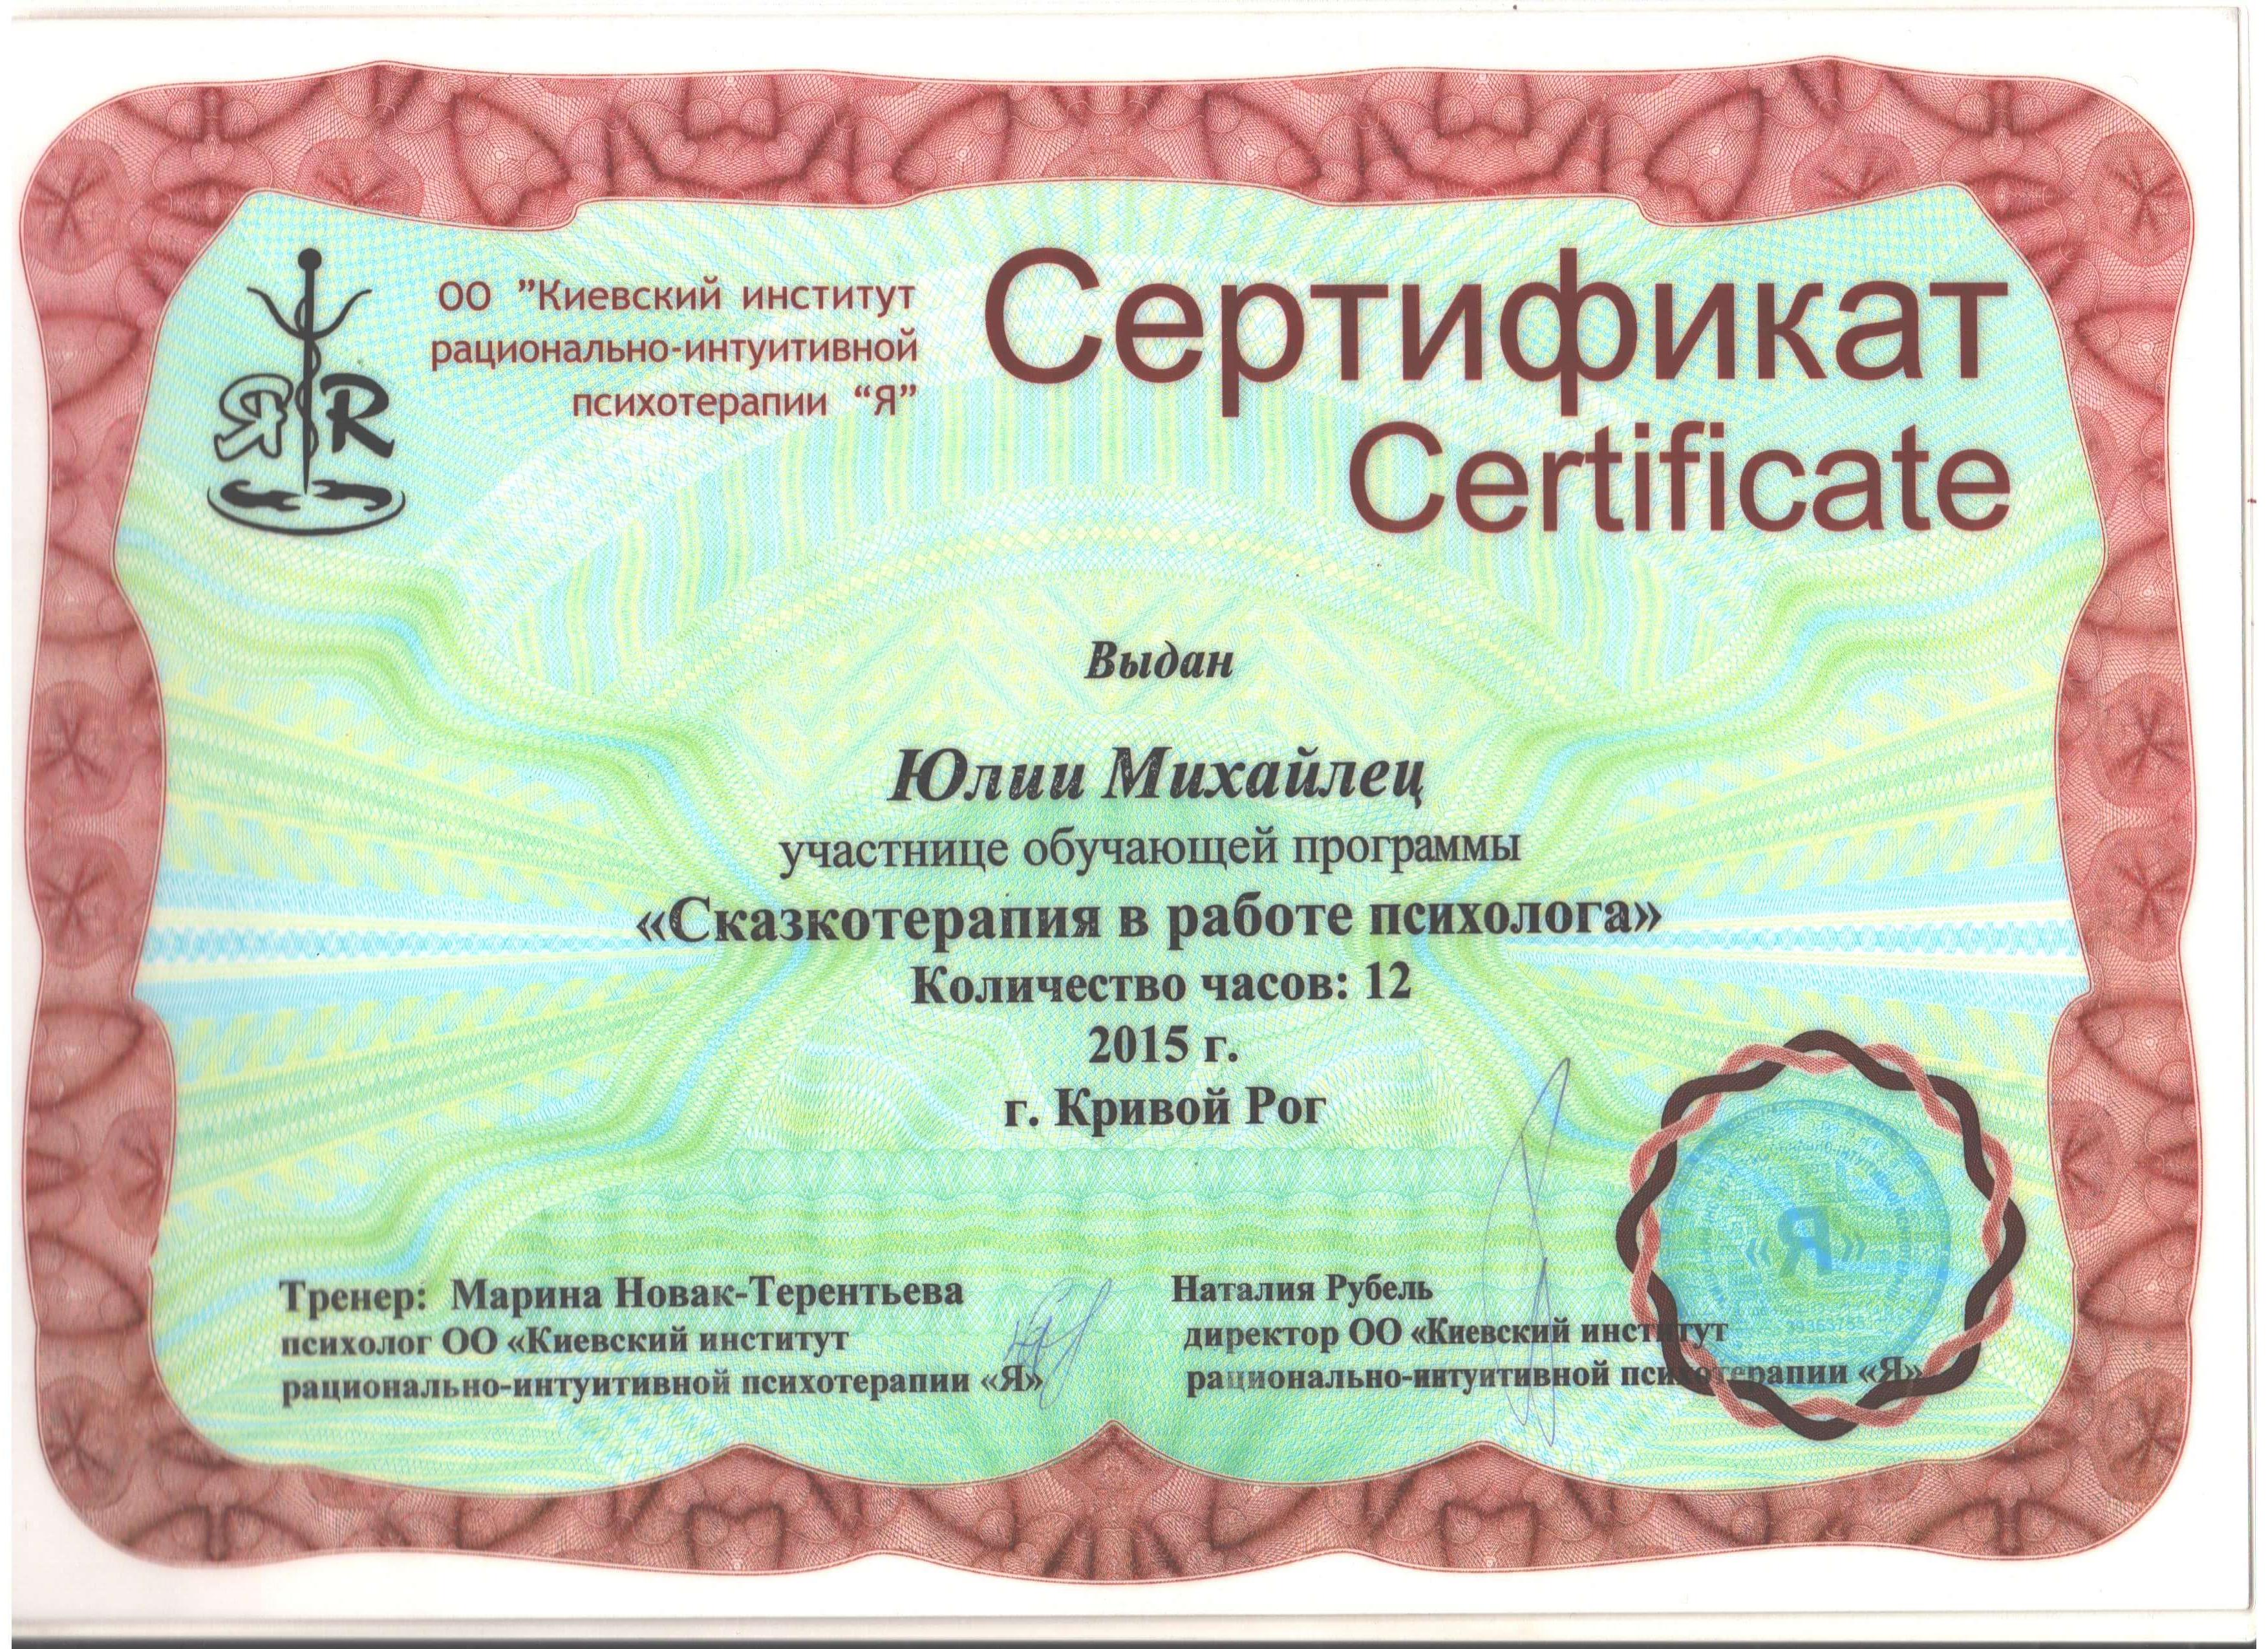 ОО ”Киевский институт
рационально-интуитивной
психотерапии “Я”
Сертификат
Certificate
ЯR
Выдан
Юлии Михайлец
участнице обучающей программы
«Сказкотерапия в работе психолога»
Количество часов: 12
2015 г.
г. Кривой Рог
Тренер: Марина Новак-Терентьева
психолог ОО «Киевский институт
рационально-интуитивной психотерапии «Я»
Наталия Рубель
директор ОО «Киевский институт
рационально-интуитивной психотерапии «Я»
«Я»